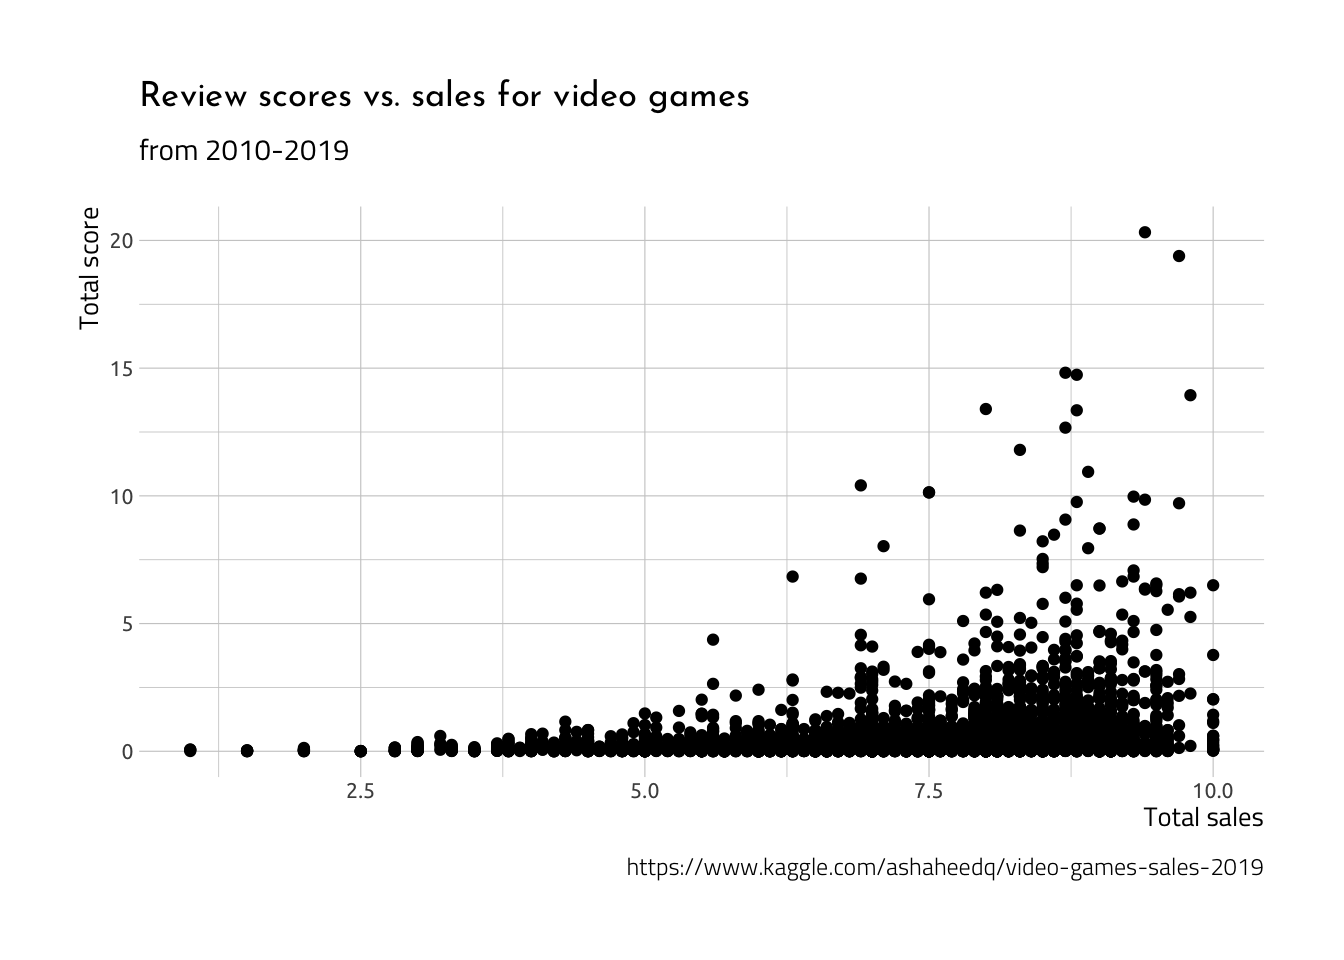 Review scores vs. sales for video games
from 2010-2019
Total score
20
15
10
5
0
2.5 5.0 7.5 10.0
Total sales
https://www.kaggle.com/ashaheedq/video-games-sales-2019